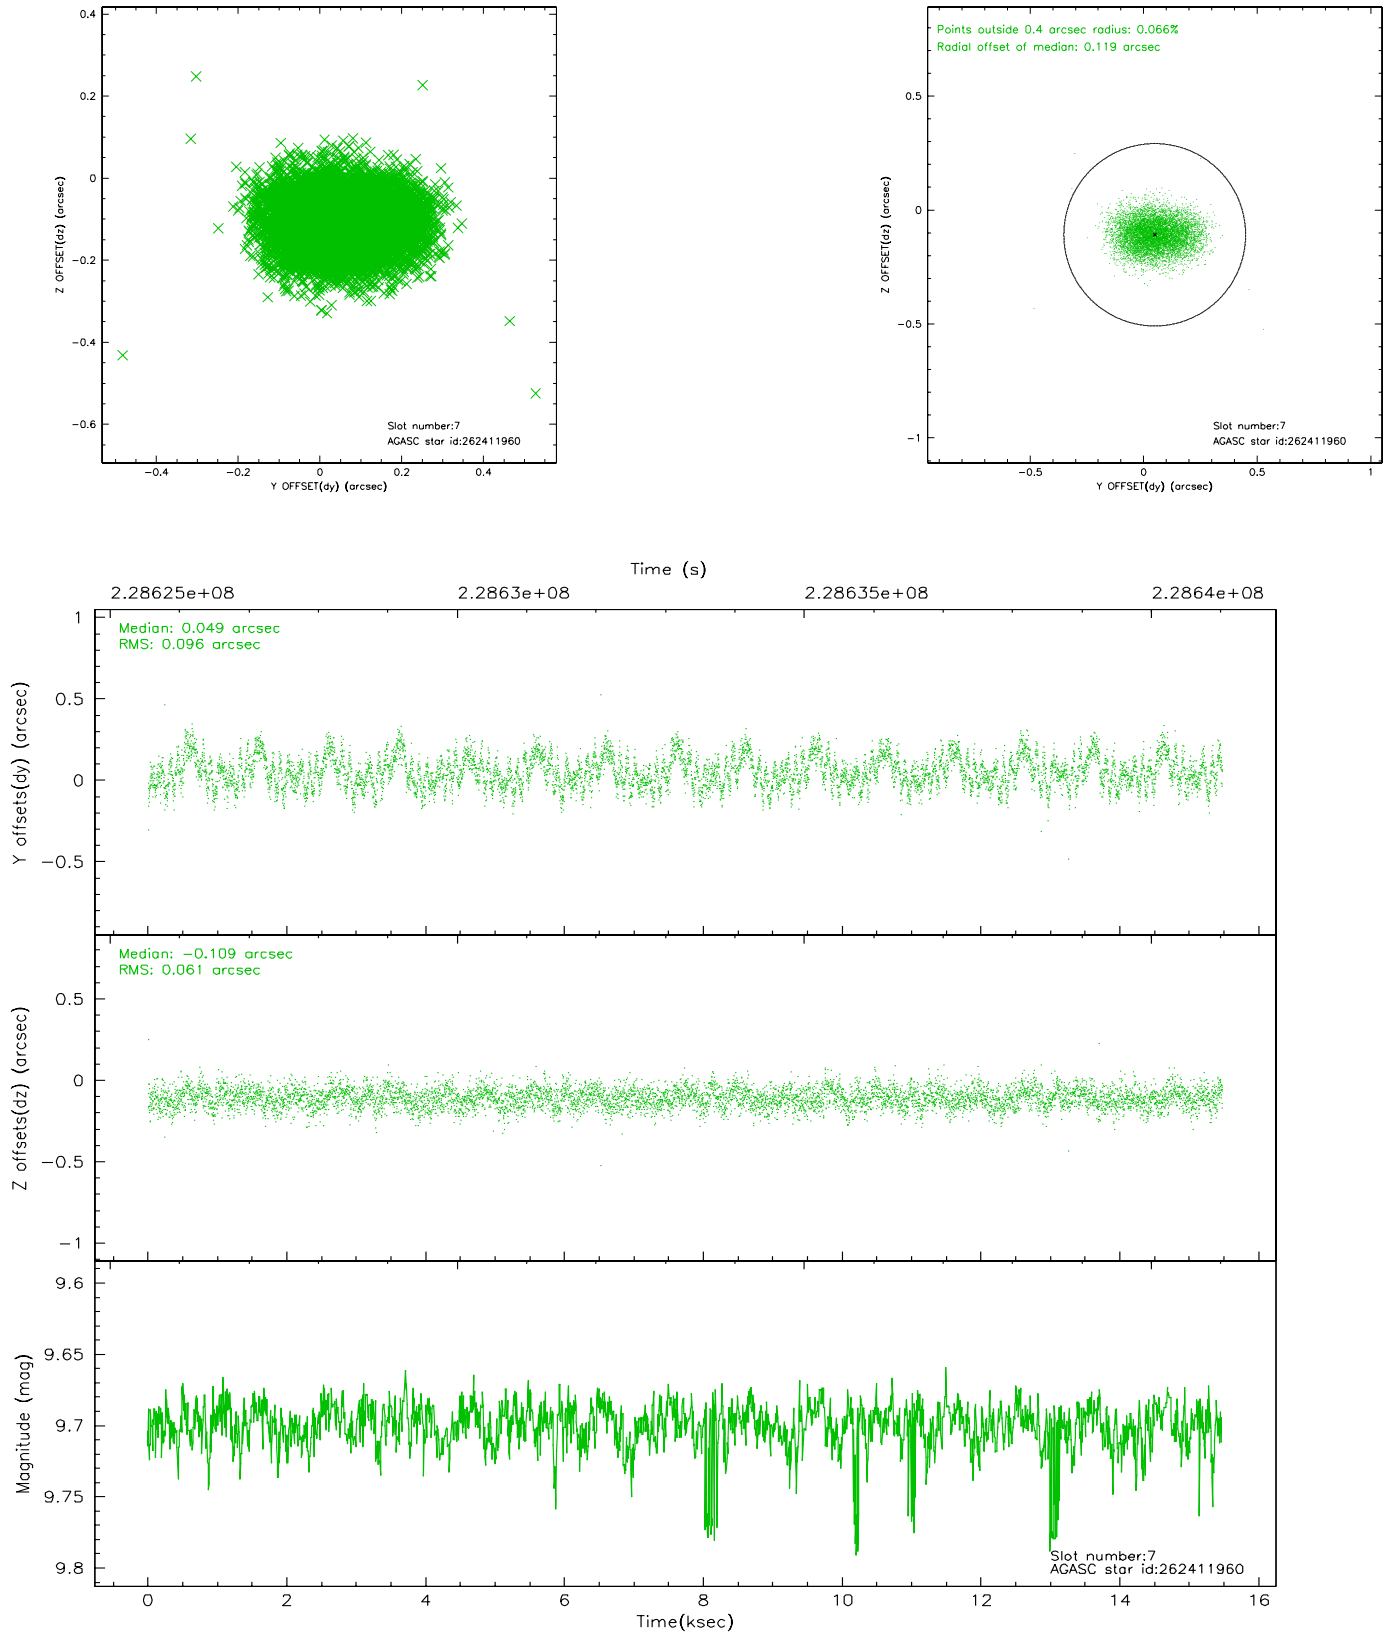 0.4
0.2
0
−0.2
−0.4
−0.6
Z OFFSET(dz) (arcsec)
Slot number:7
AGASC star id:262411960
−0.4 −0.2 0 0.2 0.4
Y OFFSET(dy) (arcsec)
Points outside 0.4 arcsec radius: 0.066%
Radial offset of median: 0.119 arcsec
0.5
0
−0.5
−1
Z OFFSET(dz) (arcsec)
Slot number:7
AGASC star id:262411960
−0.5 0 0.5 1
Y OFFSET(dy) (arcsec)
Time (s)
2.28625e+08 2.2863e+08 2.28635e+08 2.2864e+08
Median: 0.049 arcsec
RMS: 0.096 arcsec
1
0.5
0
−0.5
Y offsets(dy) (arcsec)
Median: −0.109 arcsec
RMS: 0.061 arcsec
0.5
0
−0.5
−1
Z offsets(dz) (arcsec)
9.6
9.65
9.7
9.75
9.8
Magnitude (mag)
Slot number:7
AGASC star id:262411960
0 2 4 6 8 10 12 14 16
Time(ksec)